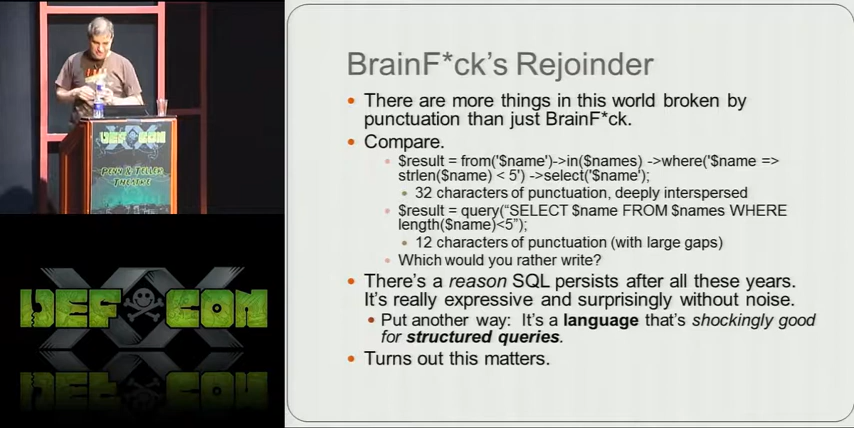 DEF CON
PENN & TELLER
THEATRE
DEF CON
BrainF*ck's Rejoinder
• There are more things in this world broken by
punctuation than just BrainF*ck.
• Compare.
• $result = from('$name')->in($names) ->where('$name =>
strlen($name) < 5') ->select('$name');
• 32 characters of punctuation, deeply interspersed
• $result = query(“SELECT $name FROM $names WHERE
length($name)<5”);
• 12 characters of punctuation (with large gaps)
• Which would you rather write?
• There's a reason SQL persists after all these years.
It's really expressive and surprisingly without noise.
• Put another way: It's a language that's shockingly good
for structured queries.
• Turns out this matters.